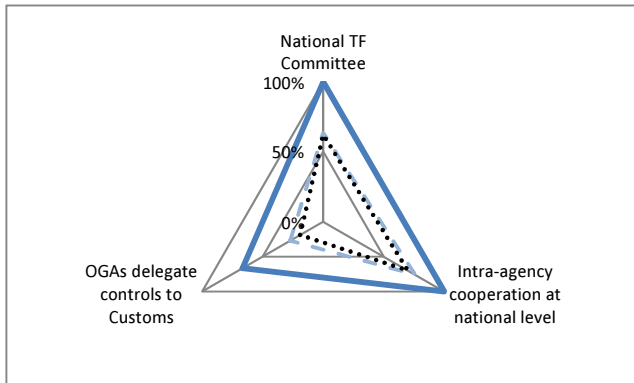 National TF
Committee
100%
50%
0%
OGAs delegate
controls to
Customs
Intra-agency
cooperation at
national level